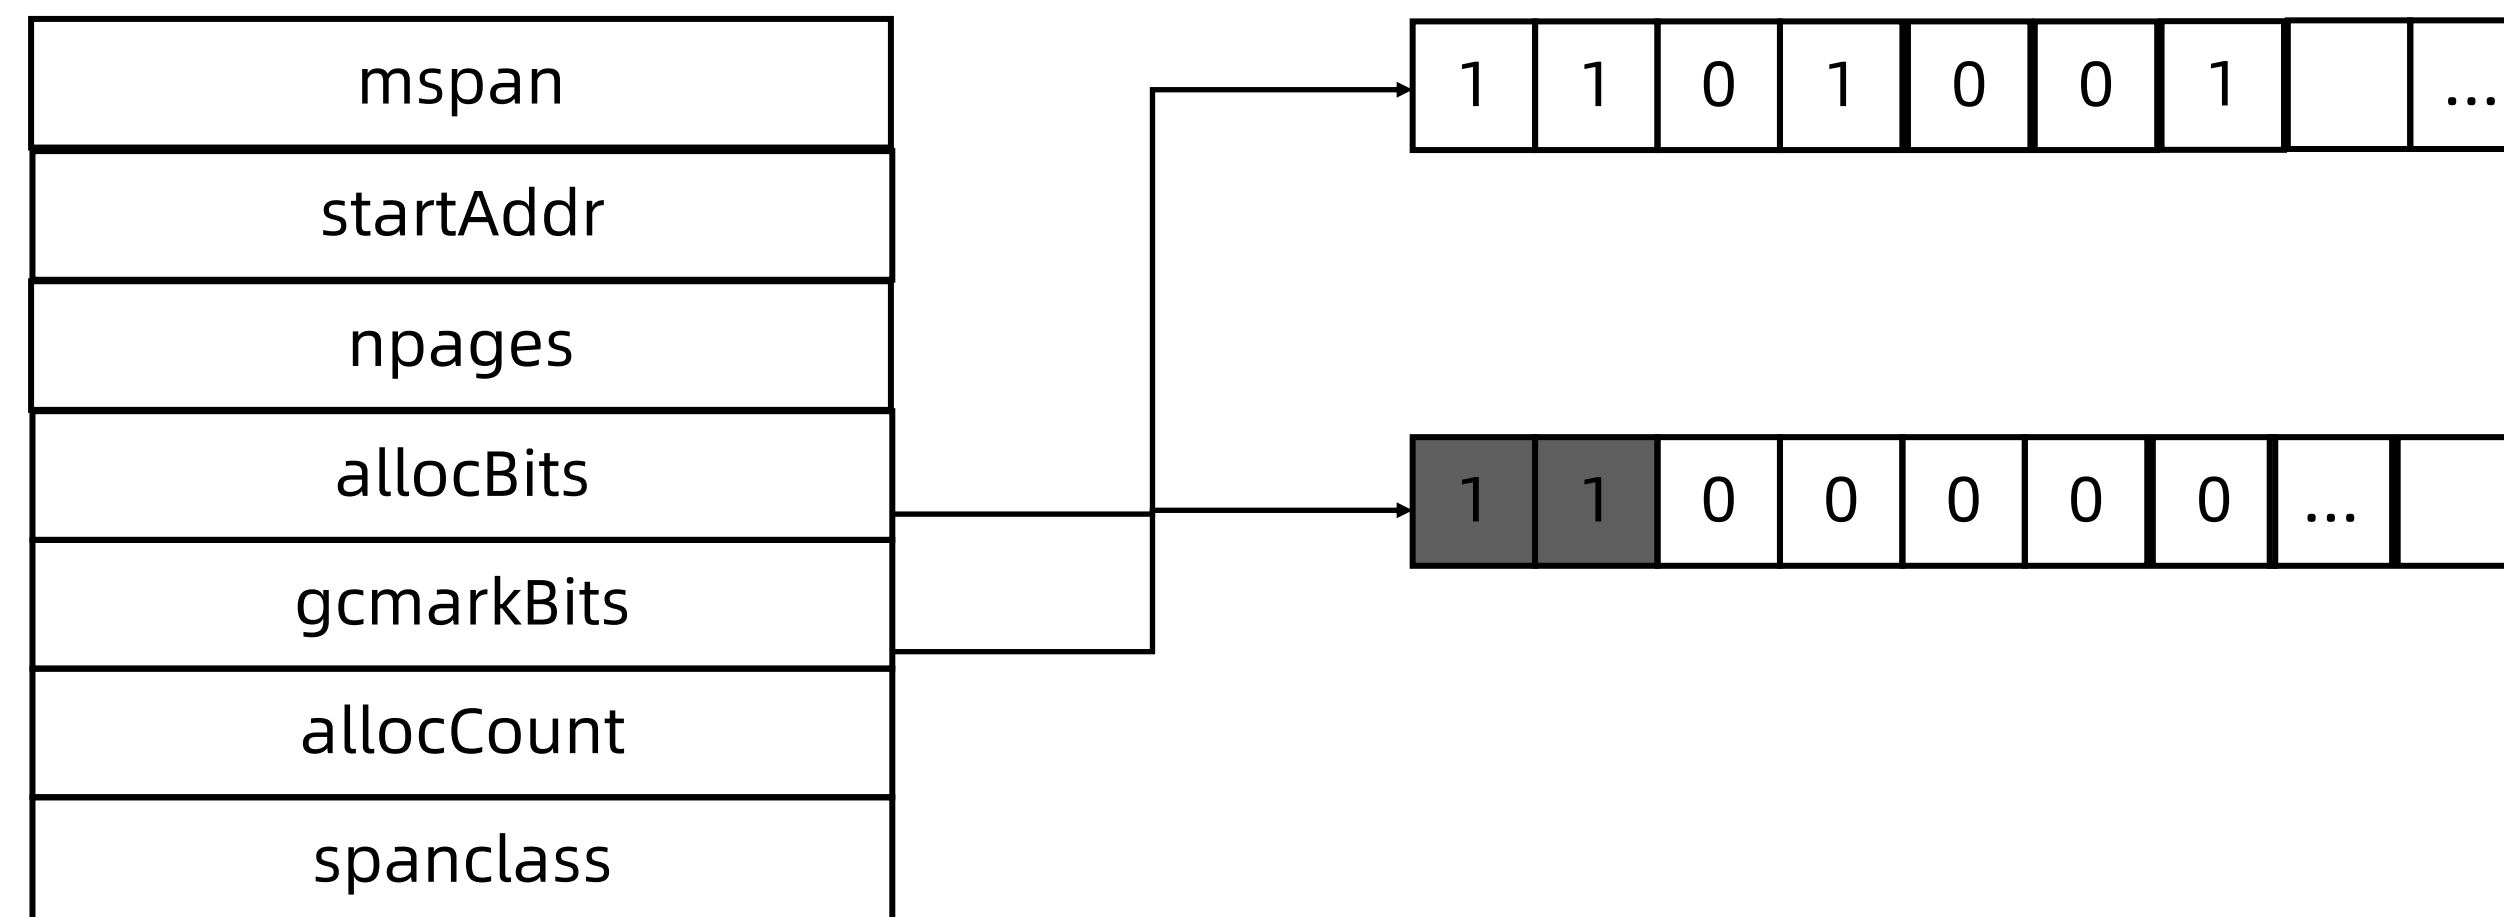 mspan
startAddr
npages
allocBits
gcmarkBits
allocCount
spanclass
1 1 0 1 0 0 1 ...
1 1 0 0 0 0 0 ...